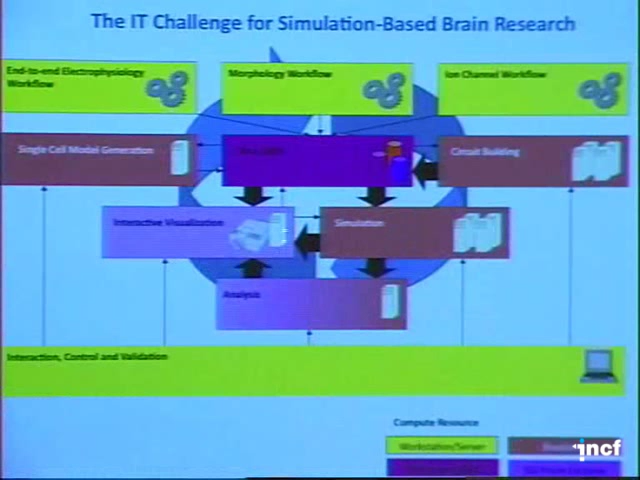 The IT Challenge for Simulation-Based Brain Research
End-to-end Electrophysiology
Workflow
Morphology Workflow
Ion Channel Workflow
Single Cell Model Generation
Circuit Building
Interactive Visualization
Simulation
Analysis
Interaction, Control and Validation
Compute Resource
Workstation/Server
incf